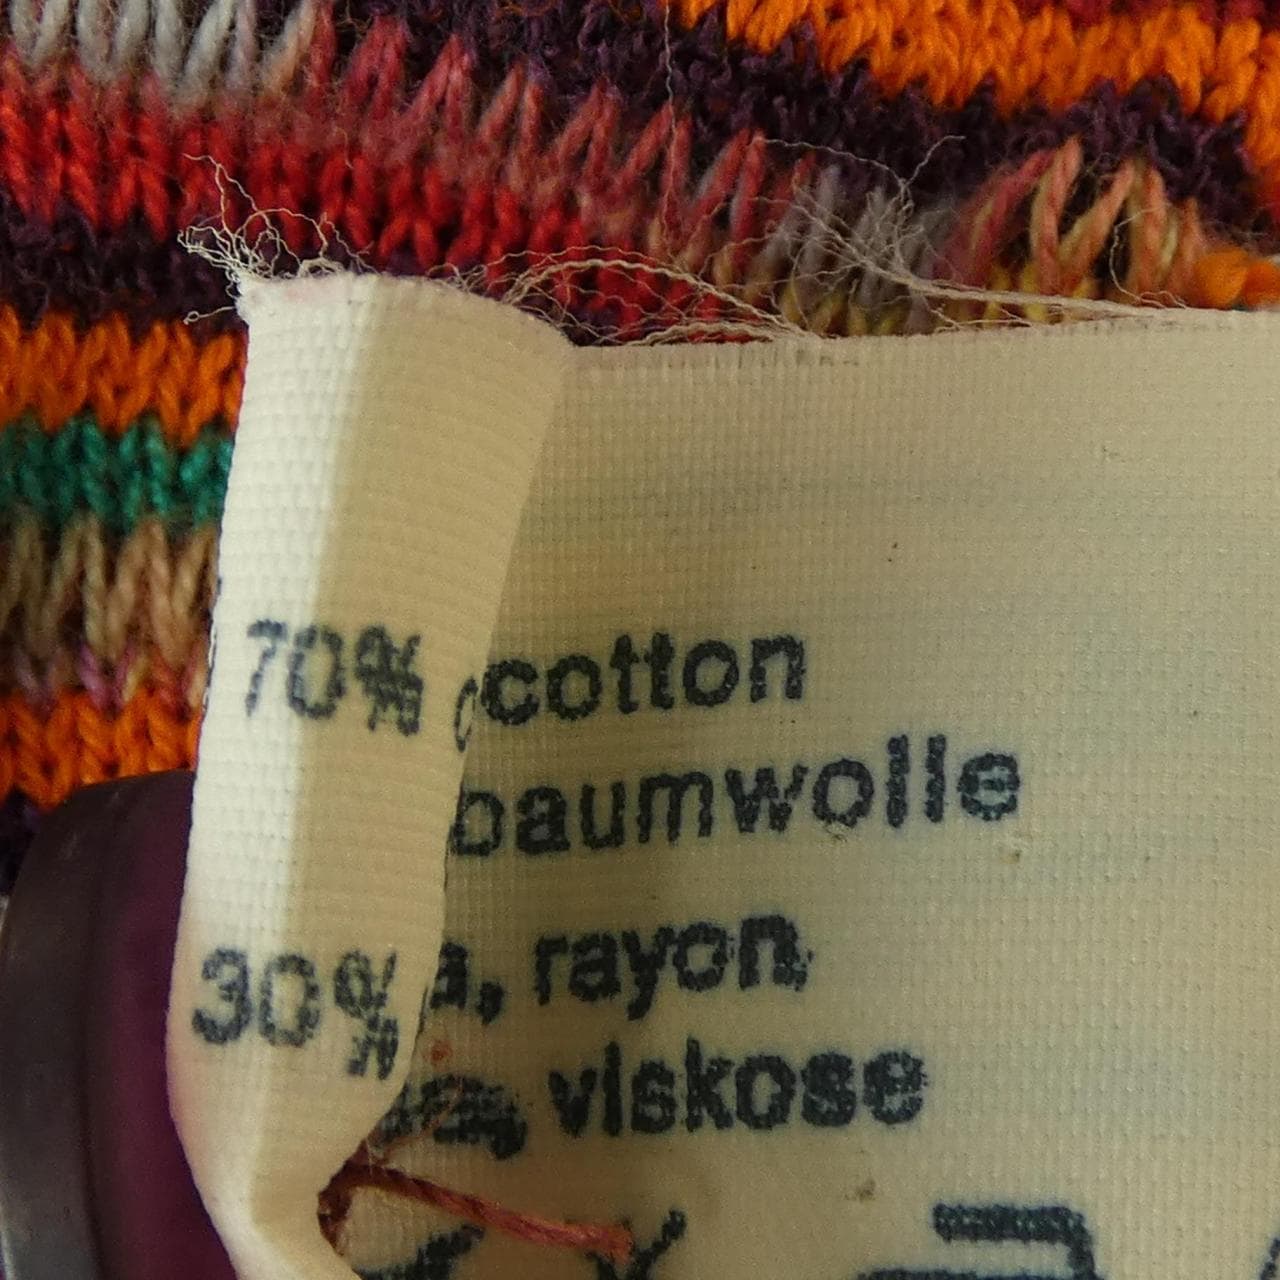 70% cotton
baumwolle
30% a, rayon,
viskose